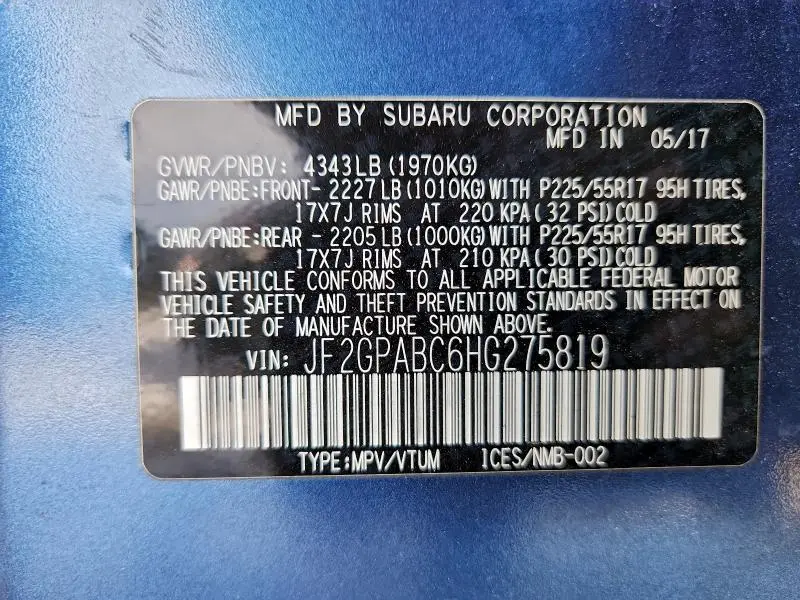 MFD BY SUBARU CORPORATION
MFD IN 05/17
GVWR/PNBV: 4343LB (1970KG)
GAWR/PNBE:FRONT- 2227LB (1010KG) WITH P225/55R17 95H TIRES,
17X7J RIMS AT 220 KPA( 32 PSI)COLD
GAWR/PNBE:REAR - 2205LB (1000KG) WITH P225/55R17 95H TIRES,
17X7J RIMS AT 210 KPA( 30 PSI)COLD
THIS VEHICLE CONFORMS TO ALL APPLICABLE FEDERAL MOTOR
VEHICLE SAFETY AND THEFT PREVENTION STANDARDS IN EFFECT ON
THE DATE OF MANUFACTURE SHOWN ABOVE.
VIN: JF2GPABC6HG275819
TYPE:MPV/VTUM ICES/NMB-002